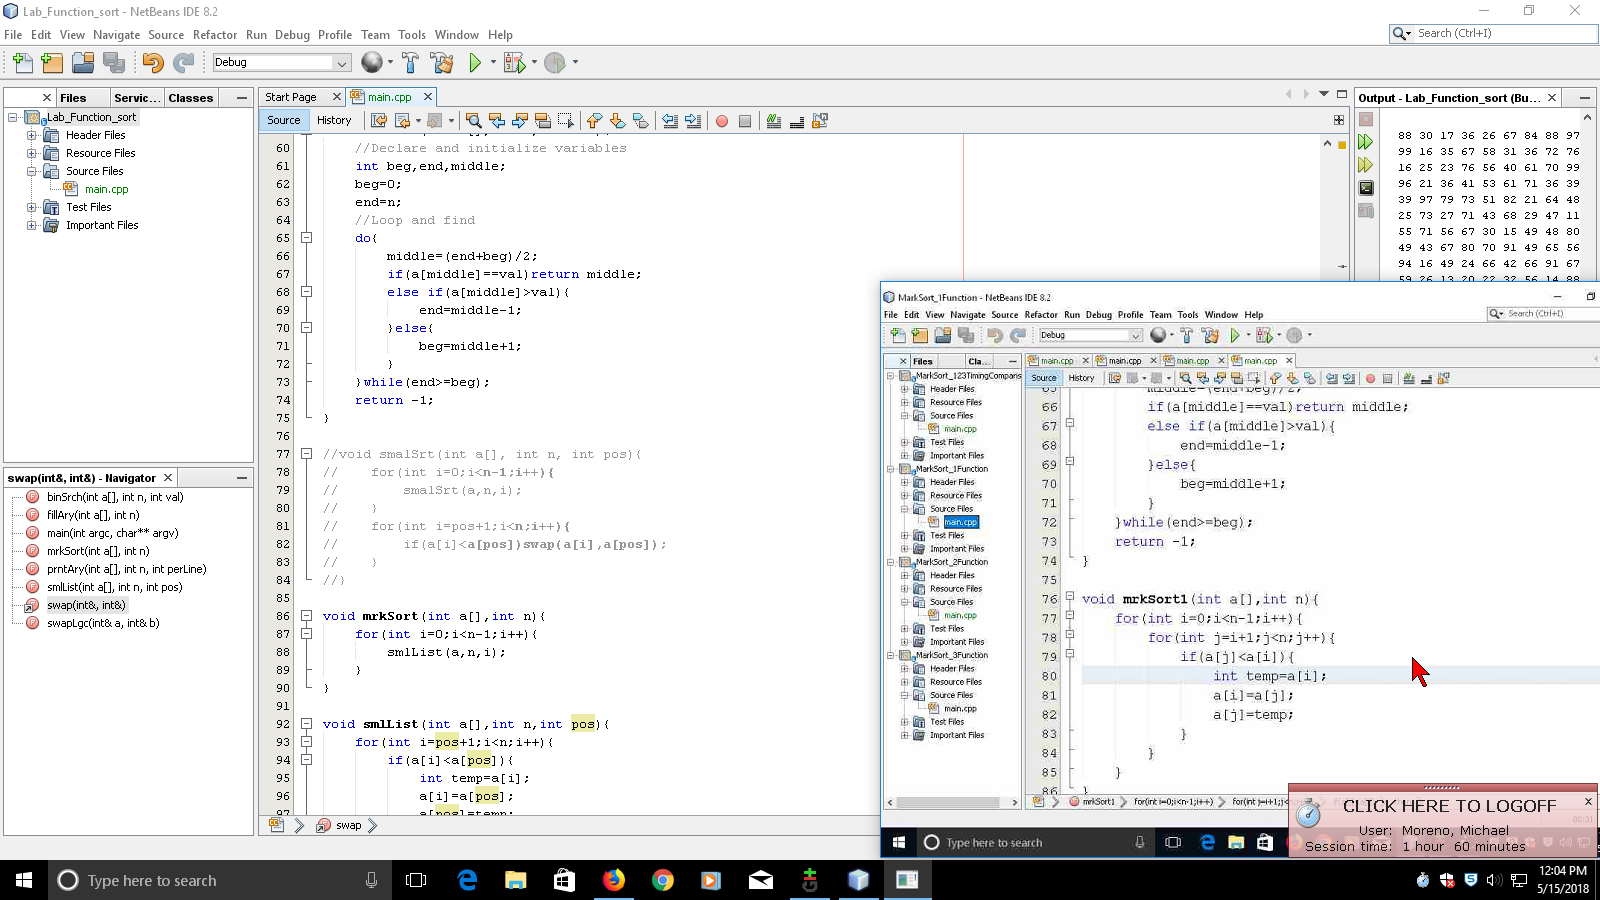 Lab_Function_sort - NetBeans IDE 8.2
File Edit View Navigate Source Refactor Run Debug Profile Team Tools Window Help
Search (Ctrl+I)
Debug
Files Servic... Classes
Lab_Function_sort
Header Files
Resource Files
Source Files
main.cpp
Test Files
Important Files
swap(int&, int&) - Navigator
binSrch(int a[], int n, int val)
fillAry(int a[], int n)
main(int argc, char** argv)
mrkSort(int a[], int n)
prntAry(int a[], int n, int perLine)
smlList(int a[], int n, int pos)
swap(int&, int&)
swapLgc(int& a, int& b)
Start Page main.cpp
Source History
60 //Declare and initialize variables
61 int beg,end,middle;
62 beg=0;
63 end=n;
64 //Loop and find
65 do{
66 middle=(end+beg)/2;
67 if(a[middle]==val)return middle;
68 else if(a[middle]>val){
69 end=middle-1;
70 }else{
71 beg=middle+1;
72 }
73 }while(end>=beg);
74 return -1;
75 }
76
77 //void smalSrt(int a[], int n, int pos){
78 // for(int i=0;i<n-1;i++){
79 // smalSrt(a,n,i);
80 // }
81 // for(int i=pos+1;i<n;i++){
82 // if(a[i]<a[pos])swap(a[i],a[pos]);
83 // }
84 //}
85
86 void mrkSort(int a[],int n){
87 for(int i=0;i<n-1;i++){
88 smlList(a,n,i);
89 }
90 }
91
92 void smlList(int a[],int n,int pos){
93 for(int i=pos+1;i<n;i++){
94 if(a[i]<a[pos]){
95 int temp=a[i];
96 a[i]=a[pos];
97 a[pos]=temp;
swap
Output - Lab_Function_sort (Bu...
88 30 17 36 26 67 84 88 97
99 16 35 67 58 31 36 72 76
16 25 23 76 56 40 61 70 99
96 21 36 41 53 61 71 36 39
39 97 79 73 51 82 21 64 48
25 73 27 71 43 68 29 47 11
55 71 56 67 30 15 49 48 80
49 43 67 80 70 91 49 65 56
94 16 49 24 66 42 66 91 67
59 26 13 20 22 32 56 14 88
MarkSort_1Function - NetBeans IDE 8.2
File Edit View Navigate Source Refactor Run Debug Profile Team Tools Window Help
Search (Ctrl+I)
Debug
Files Cla...
MarkSort_123TimingComparis
Header Files
Resource Files
Source Files
main.cpp
Test Files
Important Files
MarkSort_1Function
Header Files
Resource Files
Source Files
main.cpp
Test Files
Important Files
MarkSort_2Function
Header Files
Resource Files
Source Files
main.cpp
Test Files
Important Files
MarkSort_3Function
Header Files
Resource Files
Source Files
main.cpp
Test Files
Important Files
main.cpp main.cpp main.cpp main.cpp
Source History
65 middle=(end+beg)/2;
66 if(a[middle]==val)return middle;
67 else if(a[middle]>val){
68 end=middle-1;
69 }else{
70 beg=middle+1;
71 }
72 }while(end>=beg);
73 return -1;
74 }
75
76 void mrkSort1(int a[],int n){
77 for(int i=0;i<n-1;i++){
78 for(int j=i+1;j<n;j++){
79 if(a[j]<a[i]){
80 int temp=a[i];
81 a[i]=a[j];
82 a[j]=temp;
83 }
84 }
85 }
86 }
mrkSort1 for(int i=0;i<n-1;i++) for(int j=i+1;j<
Type here to search
CLICK HERE TO LOGOFF
00:31
User: Moreno, Michael
Session time: 1 hour 60 minutes
Type here to search
12:04 PM
5/15/2018